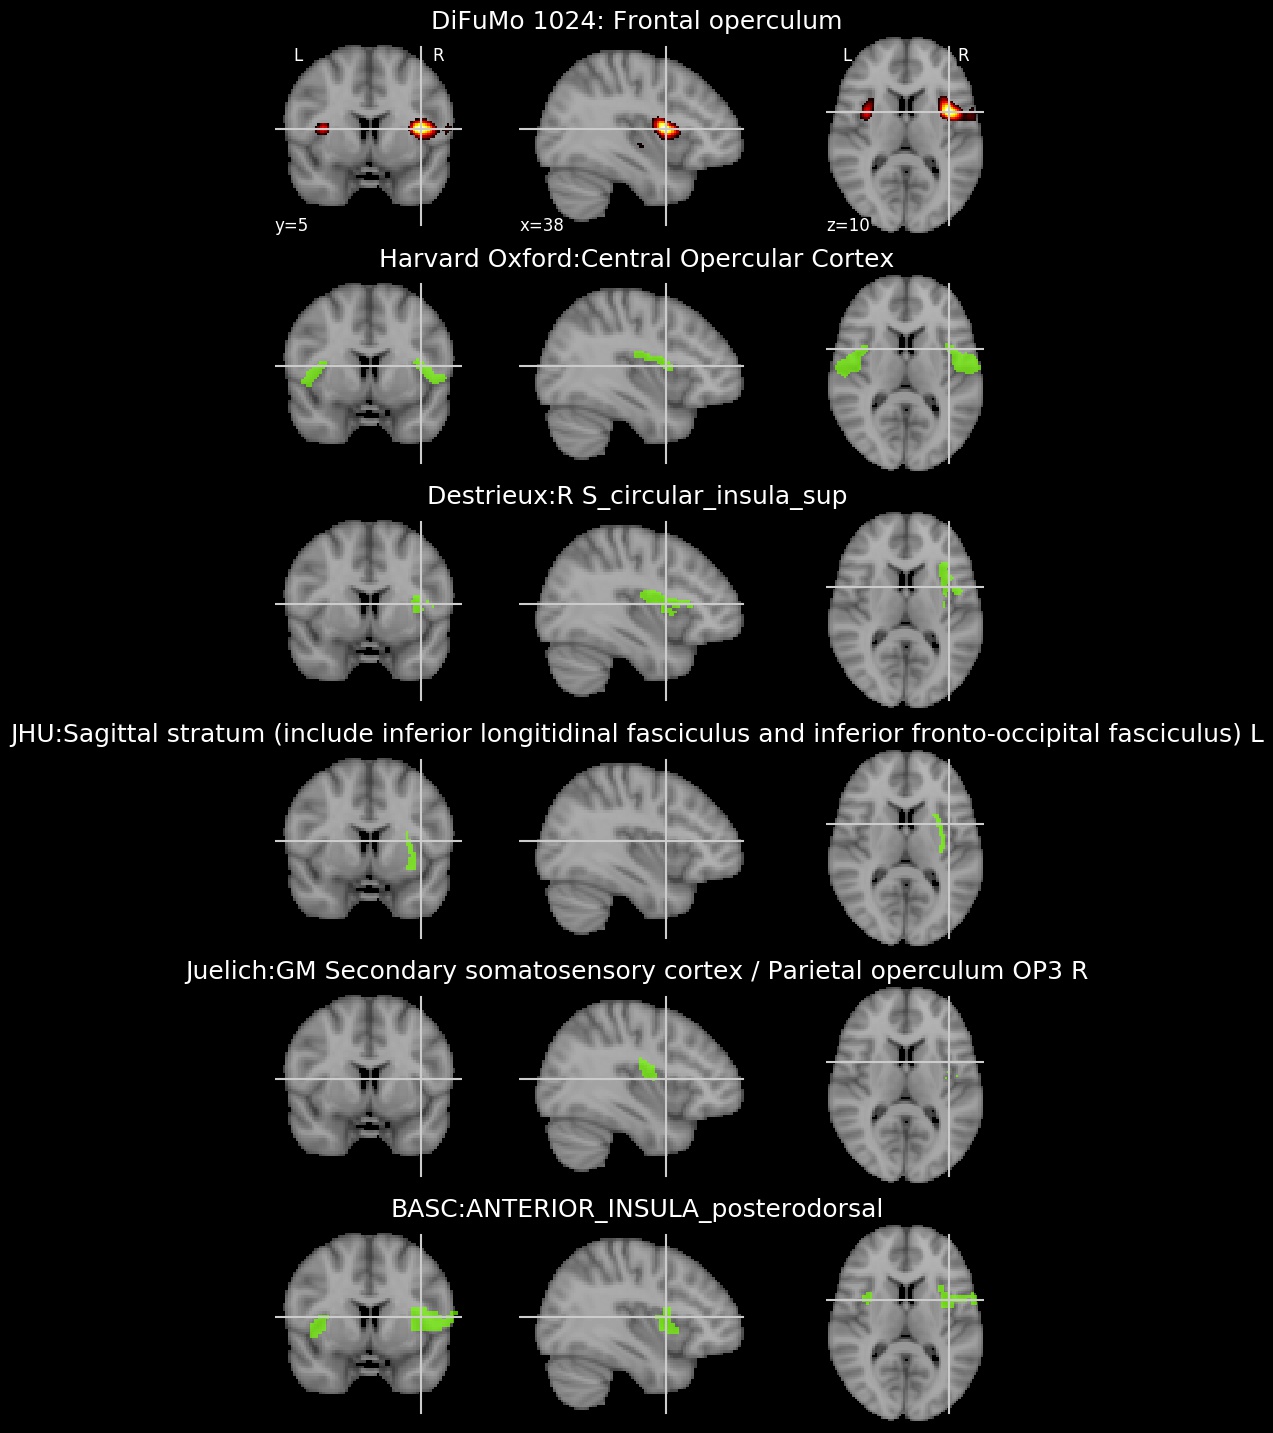 DiFuMo 1024: Frontal operculum
L R L R
y=5 x=38 z=10
Harvard Oxford:Central Opercular Cortex
Destrieux:R S_circular_insula_sup
JHU:Sagittal stratum (include inferior longitidinal fasciculus and inferior fronto-occipital fasciculus) L
Juelich:GM Secondary somatosensory cortex / Parietal operculum OP3 R
BASC:ANTERIOR_INSULA_posterodorsal